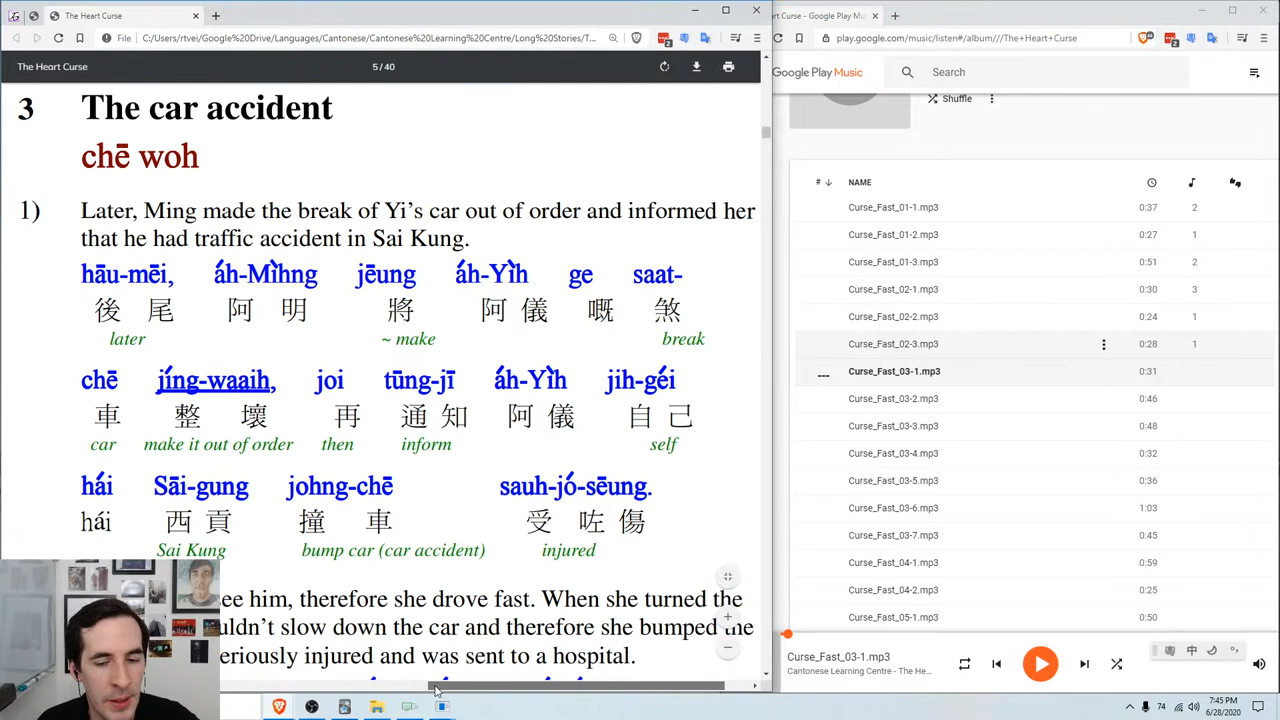 The Heart Curse
rt Curse - Google Play Music
File
C:/Users/rtvei/Google%20Drive/Languages/Cantonese/Cantonese%20Learning%20Centre/Long%20Stories/T...
play.google.com/music/listen#/album///The+Heart+Curse
The Heart Curse
5 / 40
Google Play Music
Search
Shuffle
3 The car accident
chē woh
1) Later, Ming made the break of Yi's car out of order and informed her
that he had traffic accident in Sai Kung.
hāu-mēi, áh-Mìhng jēung áh-Yìh ge saat-
後 尾 阿 明 將 阿 儀 嘅 煞
later ~ make break
chē jíng-waaih, joi tūng-jī áh-Yìh jih-géi
車 整 壞 再 通 知 阿 儀 自 己
car make it out of order then inform self
hái Sāi-gung johng-chē sauh-jó-sēung.
hái 西 貢 撞 車 受 咗 傷
Sai Kung bump car (car accident) injured
see him, therefore she drove fast. When she turned the
uldn't slow down the car and therefore she bumped the
eriously injured and was sent to a hospital.
# NAME
Curse_Fast_01-1.mp3 0:37 2
Curse_Fast_01-2.mp3 0:27 1
Curse_Fast_01-3.mp3 0:51 2
Curse_Fast_02-1.mp3 0:30 3
Curse_Fast_02-2.mp3 0:24 1
Curse_Fast_02-3.mp3 0:28 1
Curse_Fast_03-1.mp3 0:31
Curse_Fast_03-2.mp3 0:46
Curse_Fast_03-3.mp3 0:48
Curse_Fast_03-4.mp3 0:32
Curse_Fast_03-5.mp3 0:36
Curse_Fast_03-6.mp3 1:03
Curse_Fast_03-7.mp3 0:45
Curse_Fast_04-1.mp3 0:59
Curse_Fast_04-2.mp3 0:25
Curse_Fast_05-1.mp3 0:50
Curse_Fast_03-1.mp3
Cantonese Learning Centre - The He...
粵 中
74
7:45 PM
6/28/2020